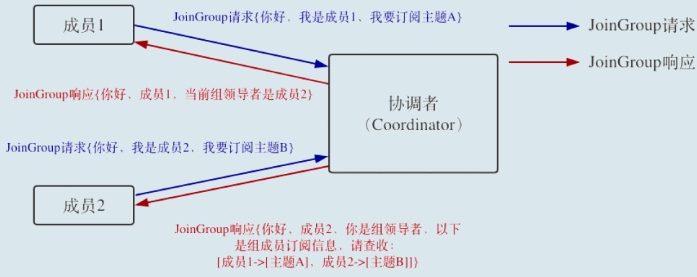 成员1
JoinGroup请求{你好，我是成员1，我要订阅主题A}
JoinGroup请求
JoinGroup响应
JoinGroup响应{你好，成员1，当前组领导者是成员2}
协调者
（Coordinator）
JoinGroup请求{你好，我是成员2，我要订阅主题B}
成员2
JoinGroup响应{你好，成员2，你是组领导者，以下
是组成员订阅信息，请查收：
[成员1->[主题A]，成员2->[主题B]]}